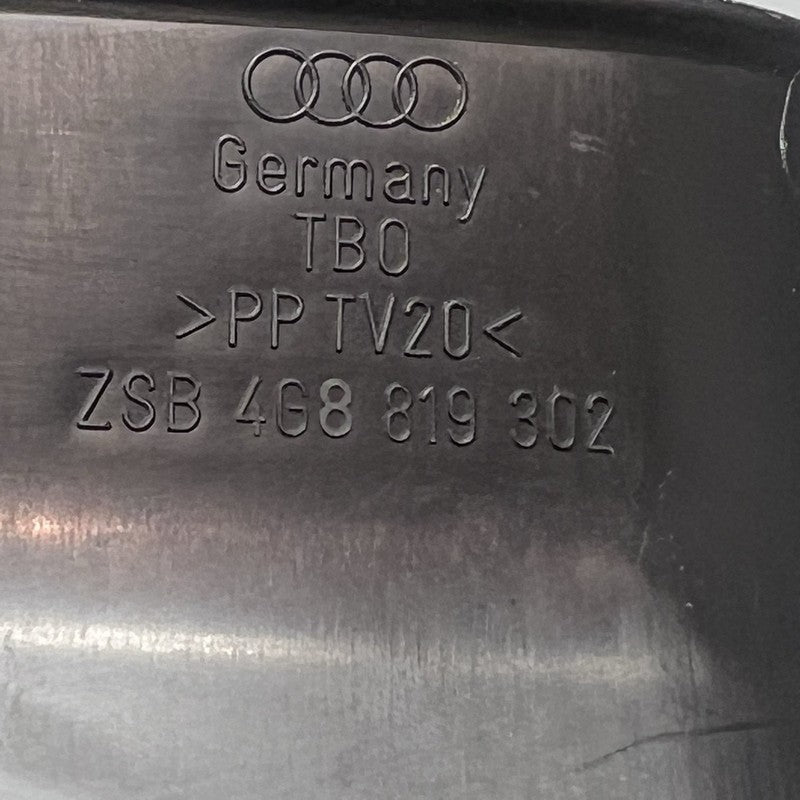 Germany
TBO
>PP TV20<
ZSB 4G8 819 302